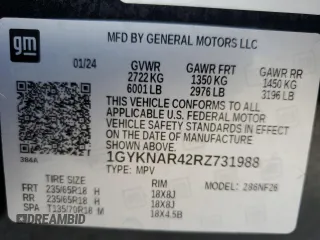 gm
MFD BY GENERAL MOTORS LLC
01/24 GVWR GAWR FRT GAWR RR
2722 KG 1350 KG 1450 KG
6001 LB 2976 LB 3196 LB
THIS VEHICLE CONFORMS TO ALL
APPLICABLE U.S. FEDERAL MOTOR
VEHICLE SAFETY
STANDARDS IN EFFECT ON
THE DATE OF MANUFACTURE
SHOWN ABOVE.
1GYKNAR42RZ731988
TYPE: MPV
384A
TIRE SIZE RIM MODEL:
FRT 235/65R18 H 18X8J
RR 235/65R18 H 18X8J
SPA T135/70R18 M 18X4.5B
DREAMBID